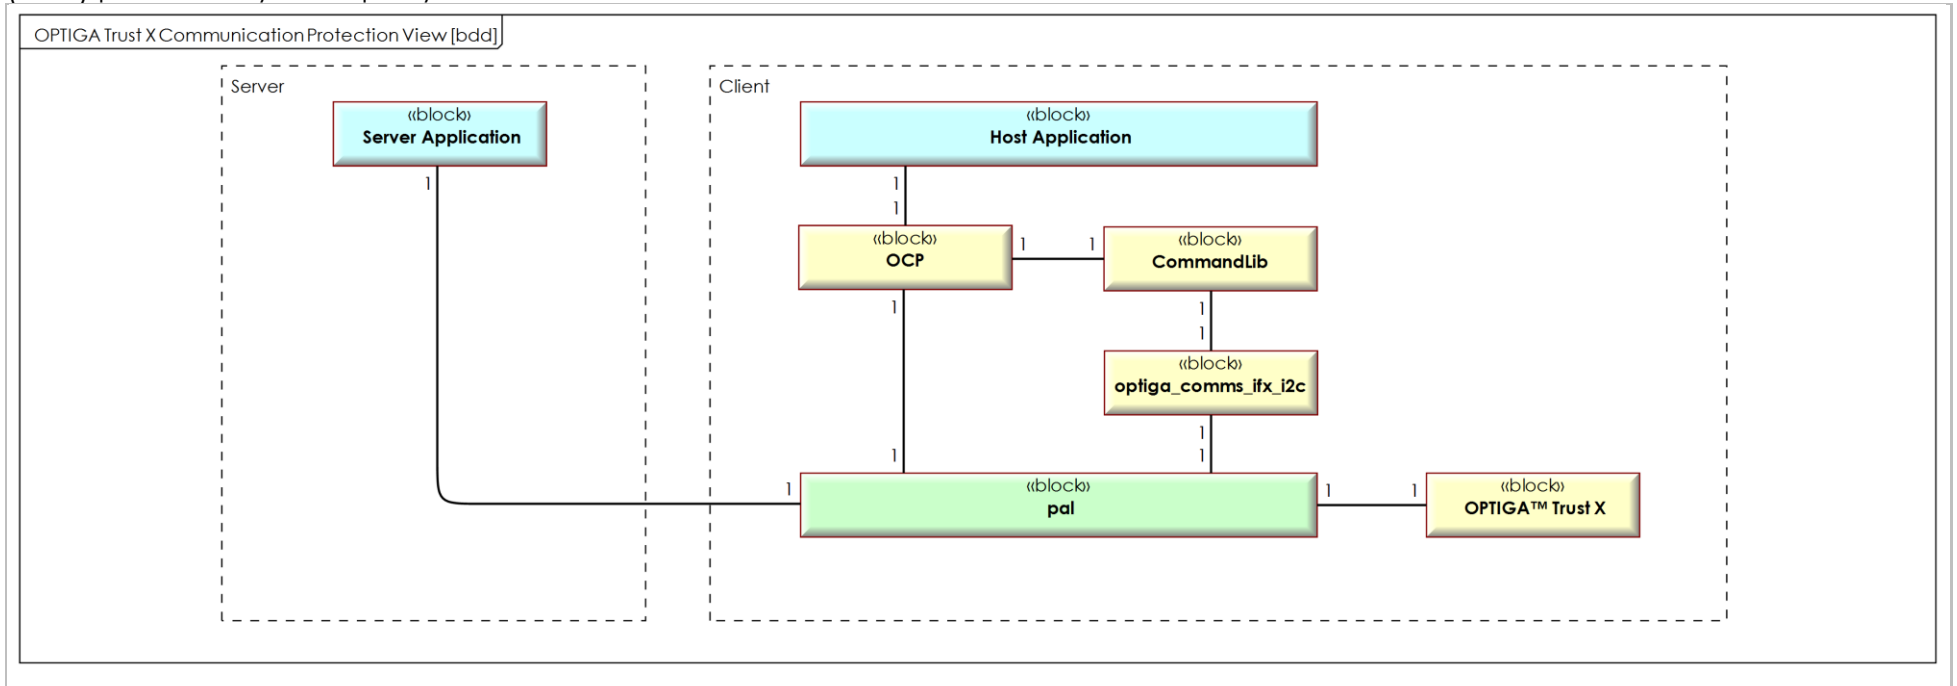 OPTIGA Trust X Communication Protection View [bdd]
Server
Client
«block»
Server Application
«block»
Host Application
1
1
1
«block»
OCP
1
1
«block»
CommandLib
1
1
1
«block»
optiga_comms_ifx_i2c
1
1
1
1
«block»
pal
1
1
«block»
OPTIGA™ Trust X